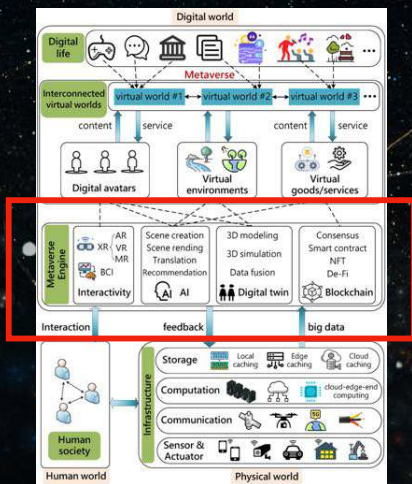 Digital world
Digital life
Metaverse
Interconnected virtual worlds
virtual world #1
virtual world #2
virtual world #3
content
service
content
service
Digital avatars
Virtual environments
Virtual goods/services
Metaverse Engine
XR
AR
VR
MR
BCI
Interactivity
Scene creation
Scene rending
Translation
Recommendation
AI
AI
3D modeling
3D simulation
Data fusion
Digital twin
Consensus
Smart contract
NFT
De-Fi
Blockchain
Interaction
feedback
big data
Human society
Human world
Infrastructure
Storage
Local caching
Edge caching
Cloud caching
Computation
cloud-edge-end computing
Communication
5G
Sensor & Actuator
Physical world